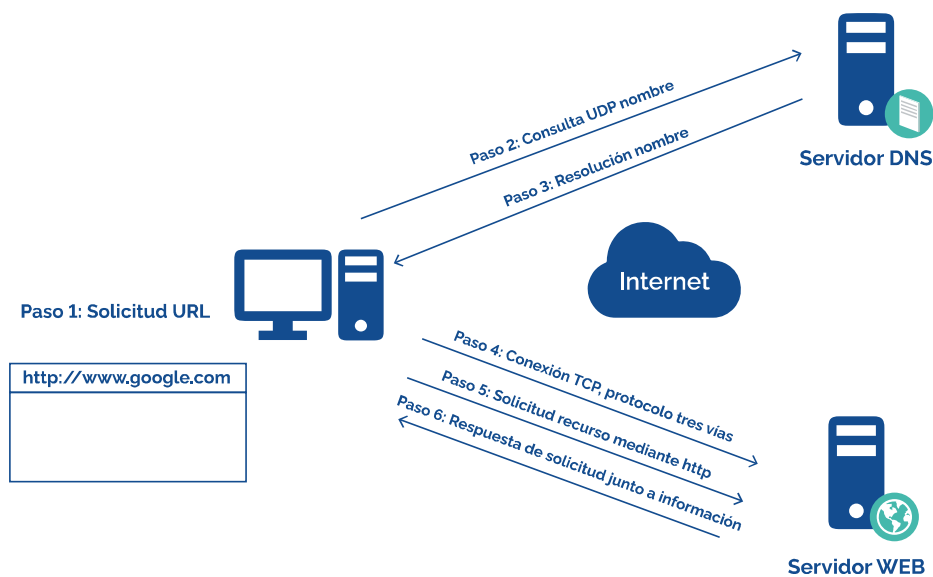 Paso 2: Consulta UDP nombre
Servidor DNS
Paso 3: Resolución nombre
Internet
Paso 1: Solicitud URL
http://www.google.com
Paso 4: Conexión TCP, protocolo tres vías
Paso 5: Solicitud recurso mediante http
Paso 6: Respuesta de solicitud junto a información
Servidor WEB